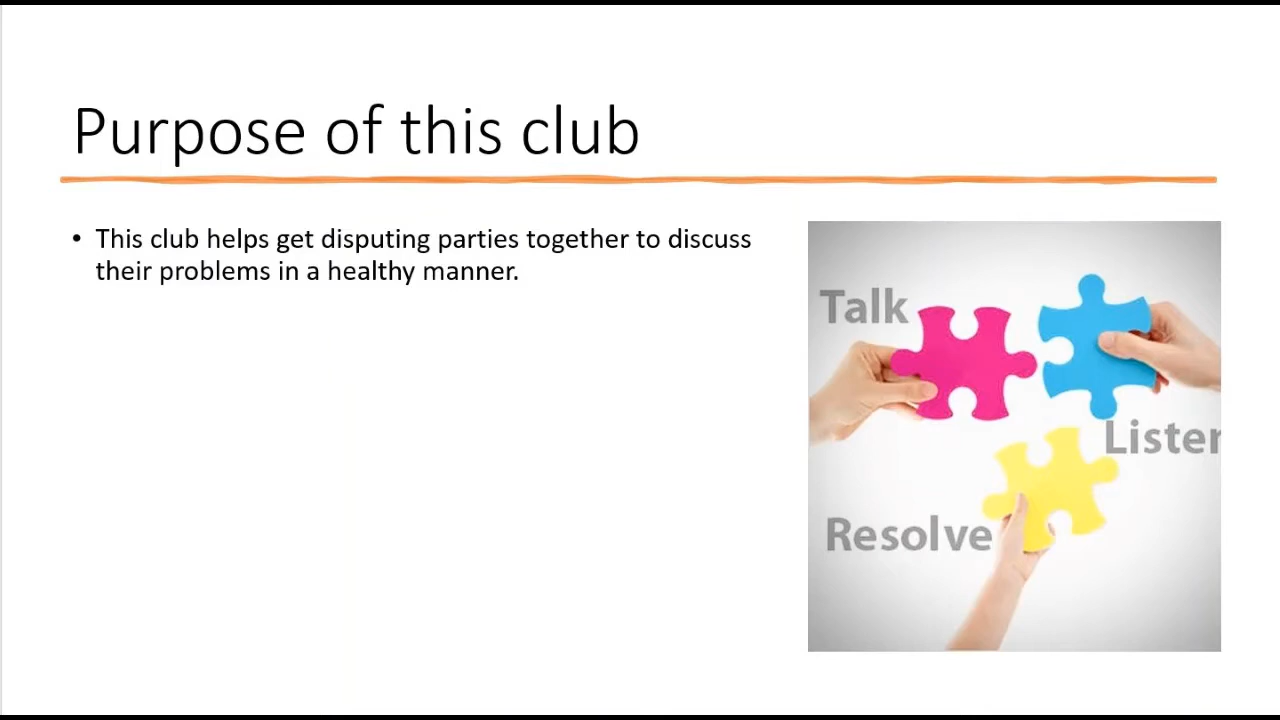 Purpose of this club
• This club helps get disputing parties together to discuss
their problems in a healthy manner.
Talk
Listen
Resolve